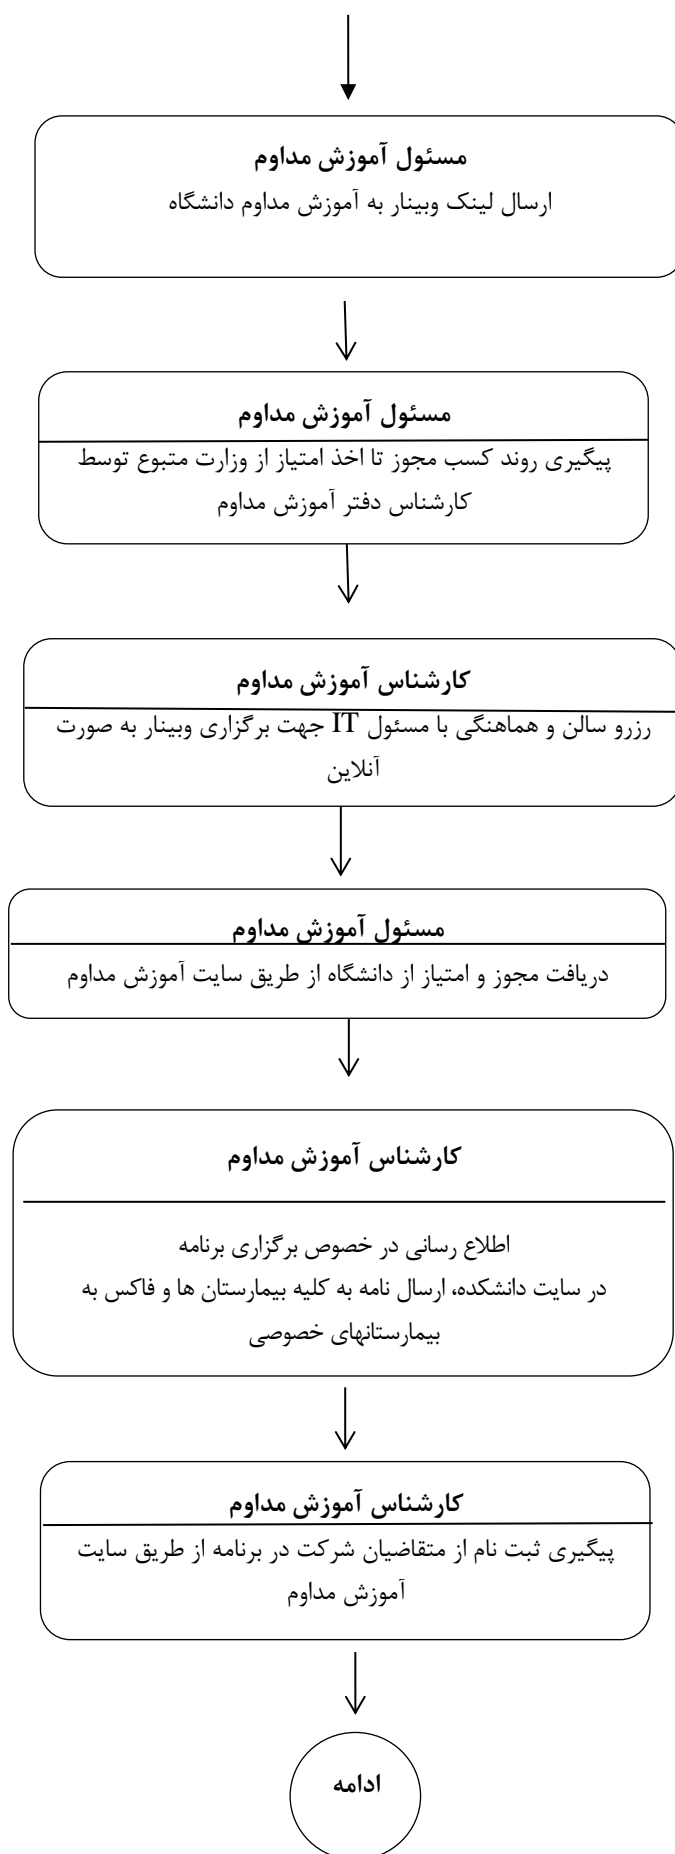 مسئول آموزش مداوم
ارسال لینک وبینار به آموزش مداوم دانشگاه
مسئول آموزش مداوم
پیگیری روند کسب مجوز تا اخذ امتیاز از وزارت متبوع توسط
کارشناس دفتر آموزش مداوم
کارشناس آموزش مداوم
رزرو سالن و هماهنگی با مسئول IT جهت برگزاری وبینار به صورت
آنلاین
مسئول آموزش مداوم
دریافت مجوز و امتیاز از دانشگاه از طریق سایت آموزش مداوم
کارشناس آموزش مداوم
اطلاع رسانی در خصوص برگزاری برنامه
در سایت دانشکده، ارسال نامه به کلیه بیمارستان ها و فاکس به
بیمارستانهای خصوصی
کارشناس آموزش مداوم
پیگیری ثبت نام از متقاضیان شرکت در برنامه از طریق سایت
آموزش مداوم
ادامه